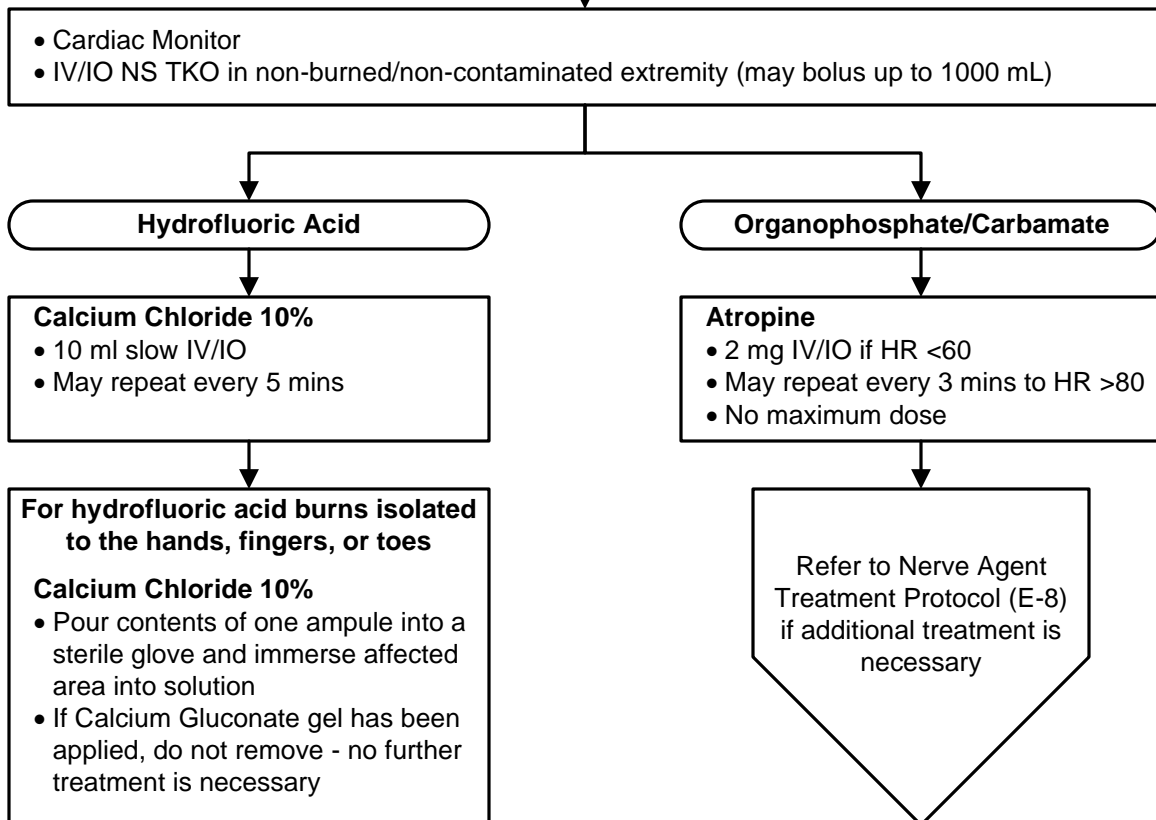 • Cardiac Monitor
• IV/IO NS TKO in non-burned/non-contaminated extremity (may bolus up to 1000 mL)
Hydrofluoric Acid
Organophosphate/Carbamate
Calcium Chloride 10%
• 10 ml slow IV/IO
• May repeat every 5 mins
Atropine
• 2 mg IV/IO if HR <60
• May repeat every 3 mins to HR >80
• No maximum dose
For hydrofluoric acid burns isolated
to the hands, fingers, or toes
Calcium Chloride 10%
• Pour contents of one ampule into a
sterile glove and immerse affected
area into solution
• If Calcium Gluconate gel has been
applied, do not remove - no further
treatment is necessary
Refer to Nerve Agent
Treatment Protocol (E-8)
if additional treatment is
necessary